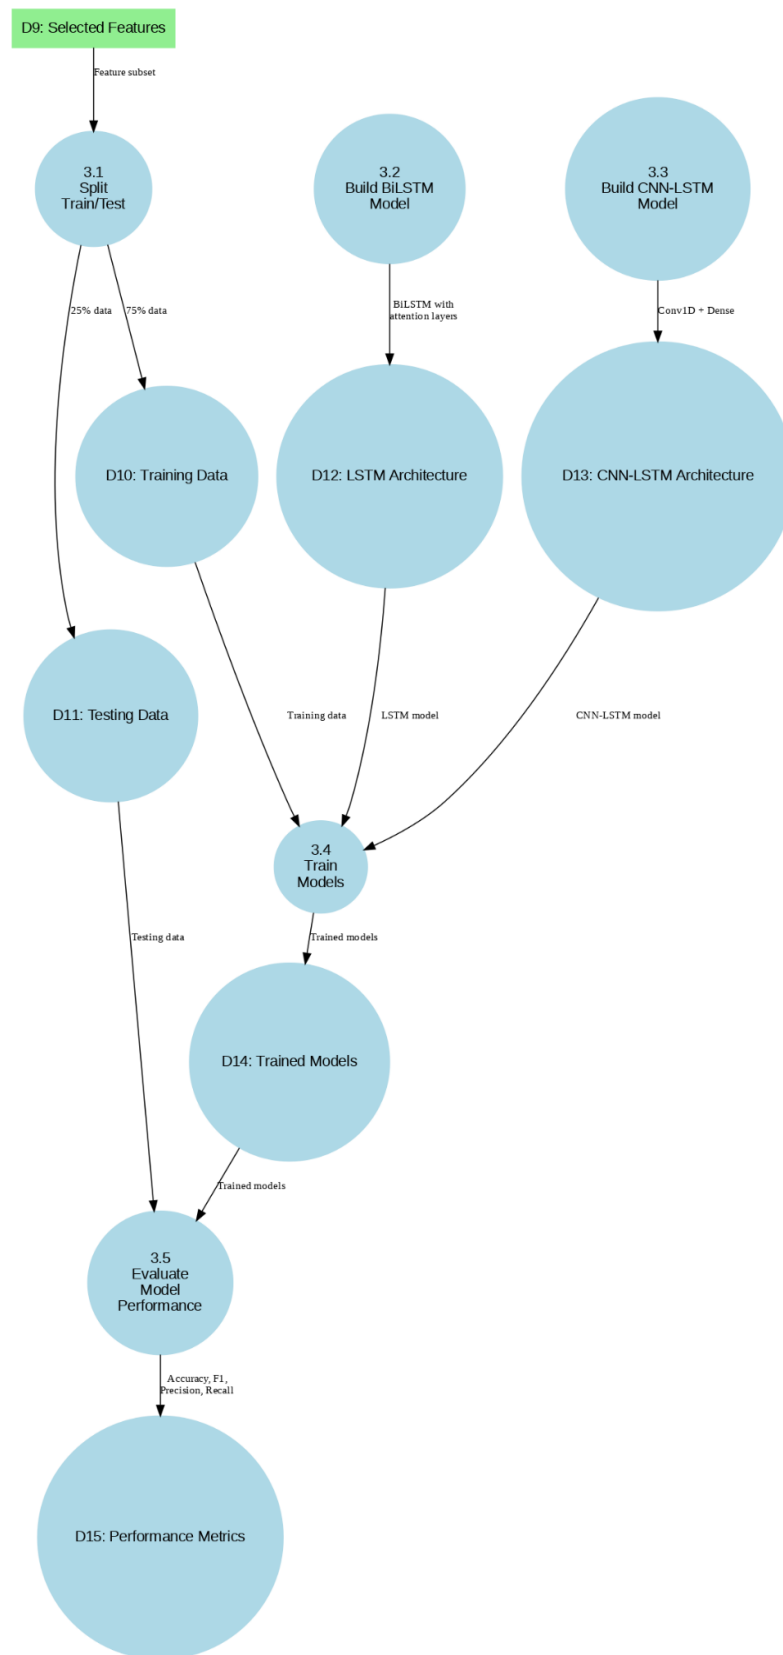 D9: Selected Features
Feature subset
3.1
Split
Train/Test
3.2
Build BiLSTM
Model
3.3
Build CNN-LSTM
Model
25% data
75% data
BiLSTM with
attention layers
Conv1D + Dense
D10: Training Data
D12: LSTM Architecture
D13: CNN-LSTM Architecture
D11: Testing Data
Training data
LSTM model
CNN-LSTM model
3.4
Train
Models
Testing data
Trained models
D14: Trained Models
Trained models
3.5
Evaluate
Model
Performance
Accuracy, F1,
Precision, Recall
D15: Performance Metrics